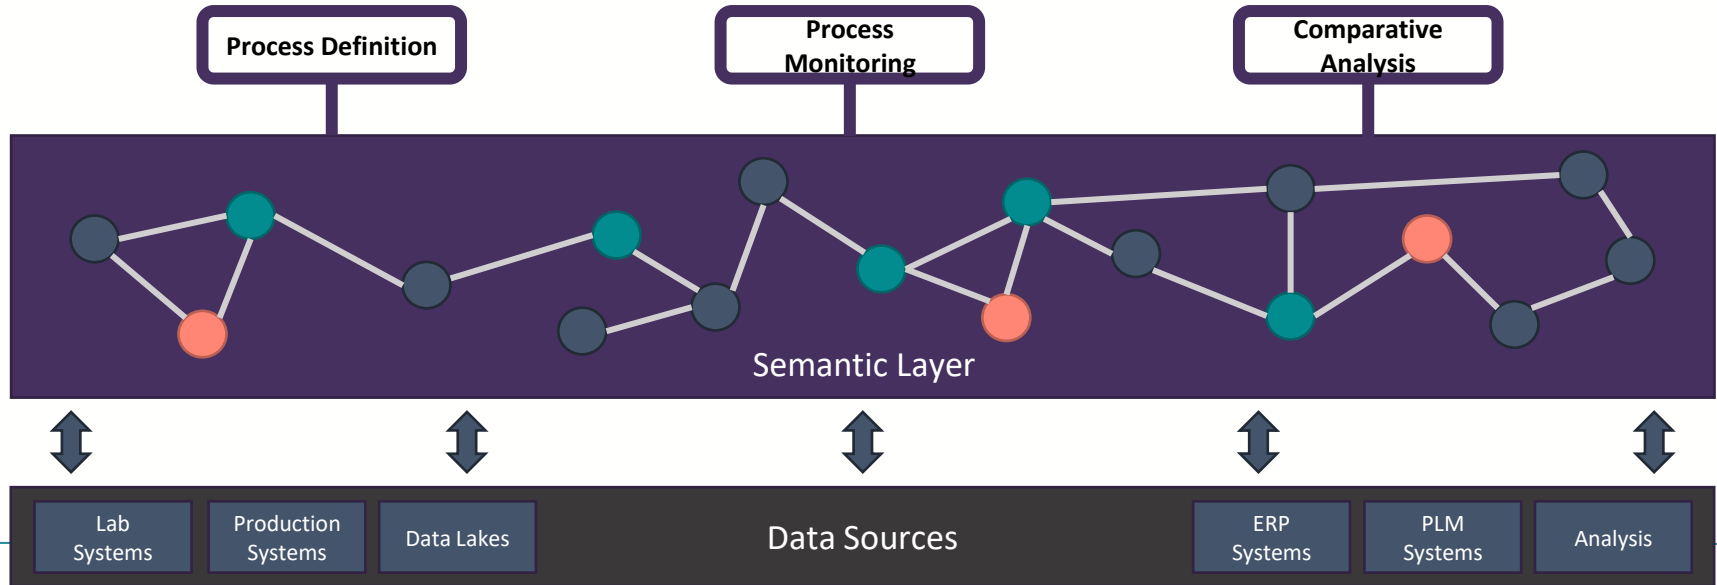 Process Definition
Process
Monitoring
Comparative
Analysis
Semantic Layer
Lab
Systems
Production
Systems
Data Lakes
Data Sources
ERP
Systems
PLM
Systems
Analysis